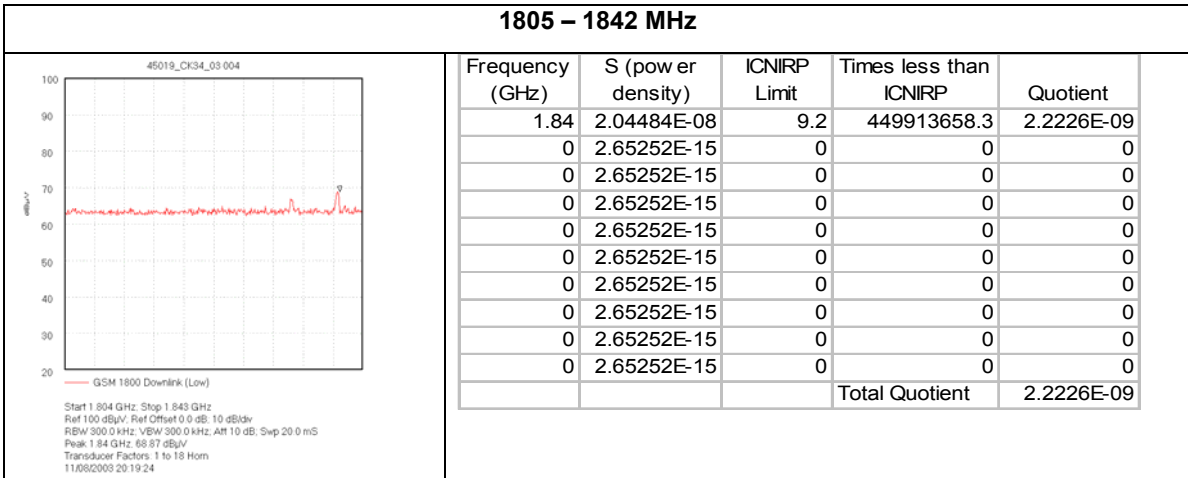 1805 – 1842 MHz
45019_CK34_03 004
100
90
80
70
60
50
40
30
20
dBµV
GSM 1800 Downlink (Low)
Start 1.804 GHz; Stop 1.843 GHz
Ref 100 dBµV; Ref Offset 0.0 dB; 10 dB/div
RBW 300.0 kHz; VBW 300.0 kHz; Att 10 dB; Swp 20.0 mS
Peak 1.84 GHz, 68.87 dBµV
Transducer Factors: 1 to 18 Horn
11/08/2003 20:19:24
Frequency (GHz) S (pow er density) ICNIRP Limit Times less than ICNIRP Quotient
1.84 2.04484E-08 9.2 449913658.3 2.2226E-09
0 2.65252E-15 0 0 0
0 2.65252E-15 0 0 0
0 2.65252E-15 0 0 0
0 2.65252E-15 0 0 0
0 2.65252E-15 0 0 0
0 2.65252E-15 0 0 0
0 2.65252E-15 0 0 0
0 2.65252E-15 0 0 0
Total Quotient 2.2226E-09